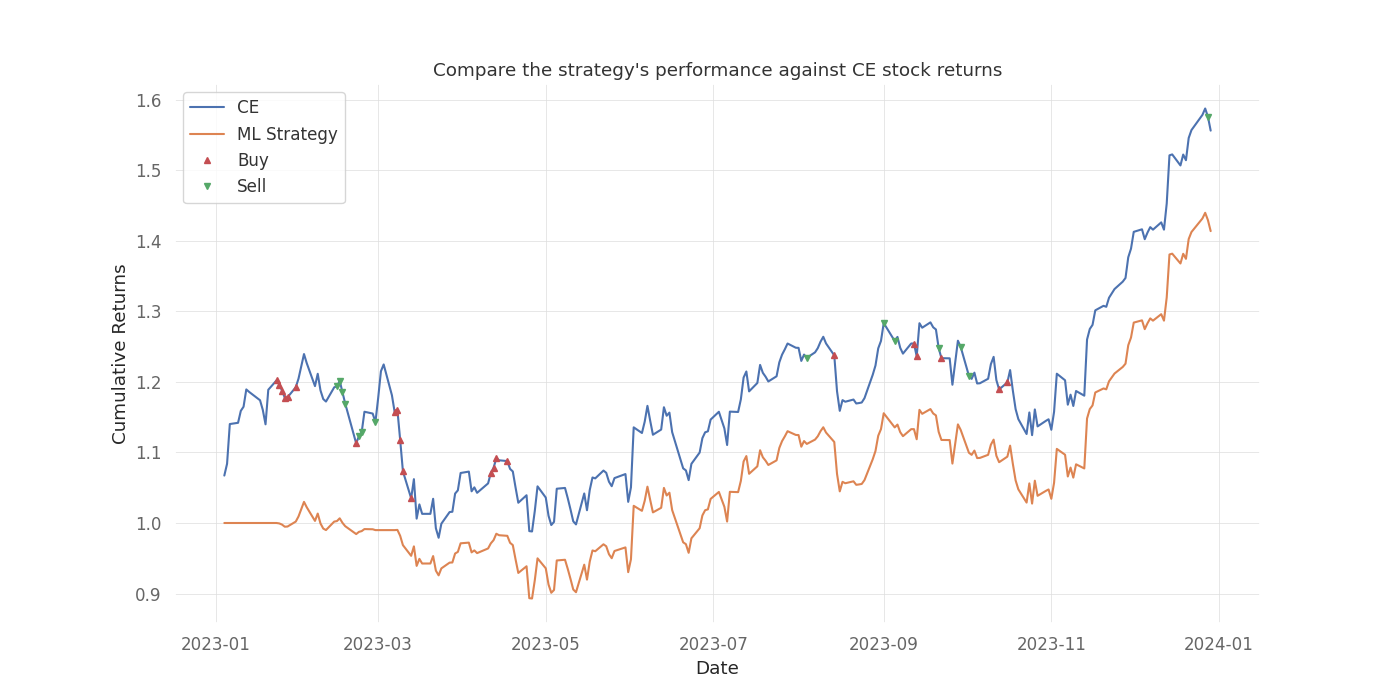 Compare the strategy's performance against CE stock returns
CE
ML Strategy
Buy
Sell
Cumulative Returns
1.6
1.5
1.4
1.3
1.2
1.1
1.0
0.9
2023-01 2023-03 2023-05 2023-07 2023-09 2023-11 2024-01
Date